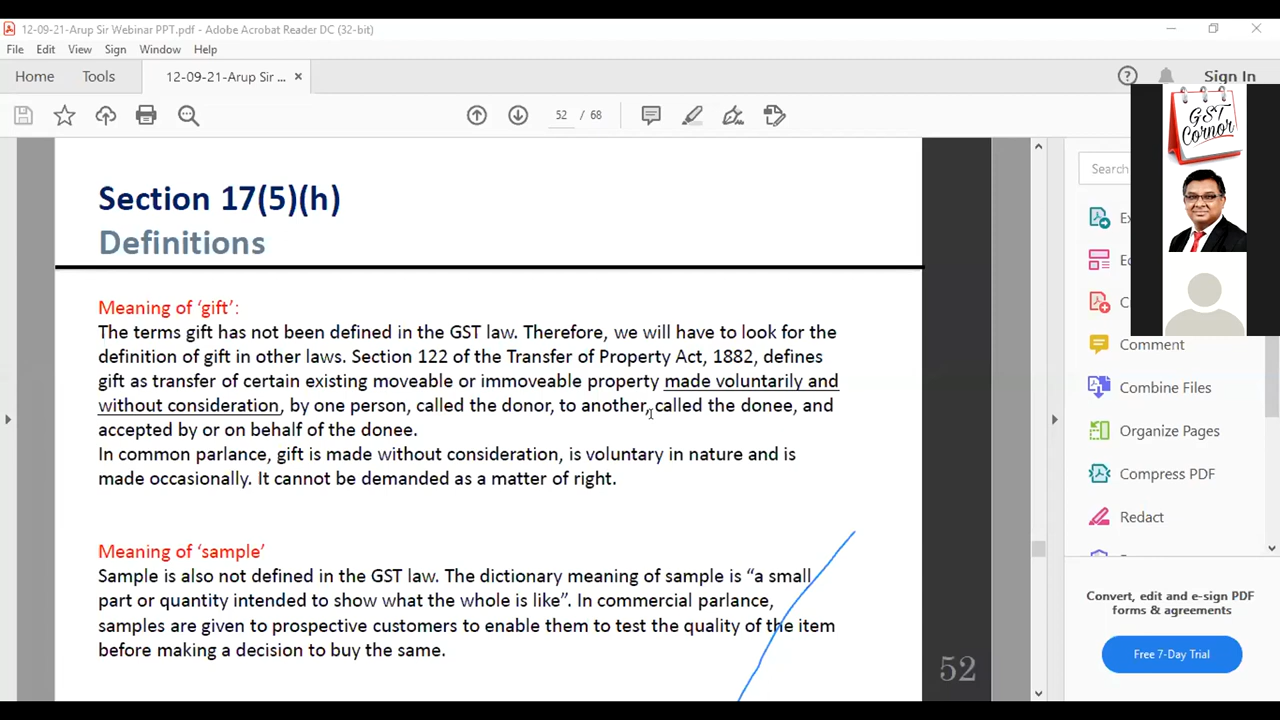 12-09-21-Arup Sir Webinar PPT.pdf - Adobe Acrobat Reader DC (32-bit)
File Edit View Sign Window Help
Home Tools 12-09-21-Arup Sir ... × Sign In
52 / 68
GST
Cornor
Search
Section 17(5)(h)
Definitions
Meaning of ‘gift’:
The terms gift has not been defined in the GST law. Therefore, we will have to look for the
definition of gift in other laws. Section 122 of the Transfer of Property Act, 1882, defines
gift as transfer of certain existing moveable or immoveable property made voluntarily and
without consideration, by one person, called the donor, to another, called the donee, and
accepted by or on behalf of the donee.
In common parlance, gift is made without consideration, is voluntary in nature and is
made occasionally. It cannot be demanded as a matter of right.
Meaning of ‘sample’
Sample is also not defined in the GST law. The dictionary meaning of sample is “a small
part or quantity intended to show what the whole is like”. In commercial parlance,
samples are given to prospective customers to enable them to test the quality of the item
before making a decision to buy the same.
52
Comment
Combine Files
Organize Pages
Compress PDF
Redact
Convert, edit and e-sign PDF
forms & agreements
Free 7-Day Trial